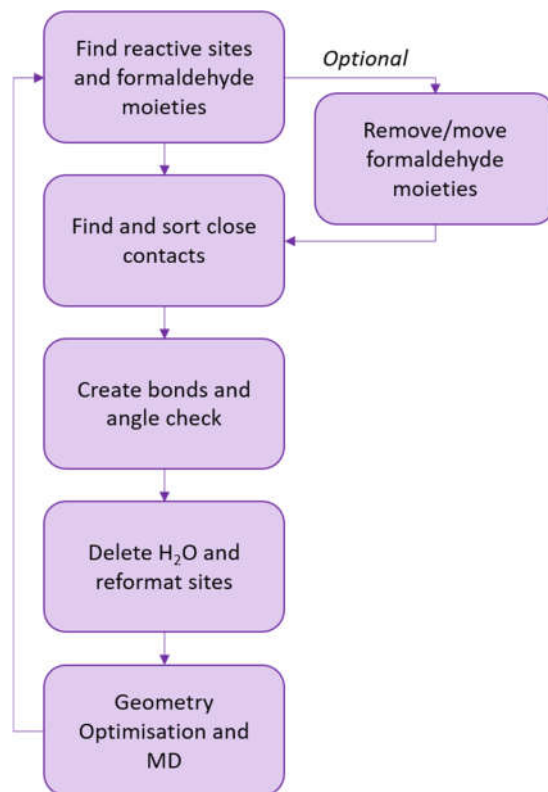 Find reactive sites
and formaldehyde
moieties
Optional
Remove/move
formaldehyde
moieties
Find and sort close
contacts
Create bonds and
angle check
Delete H₂O and
reformat sites
Geometry
Optimisation and
MD